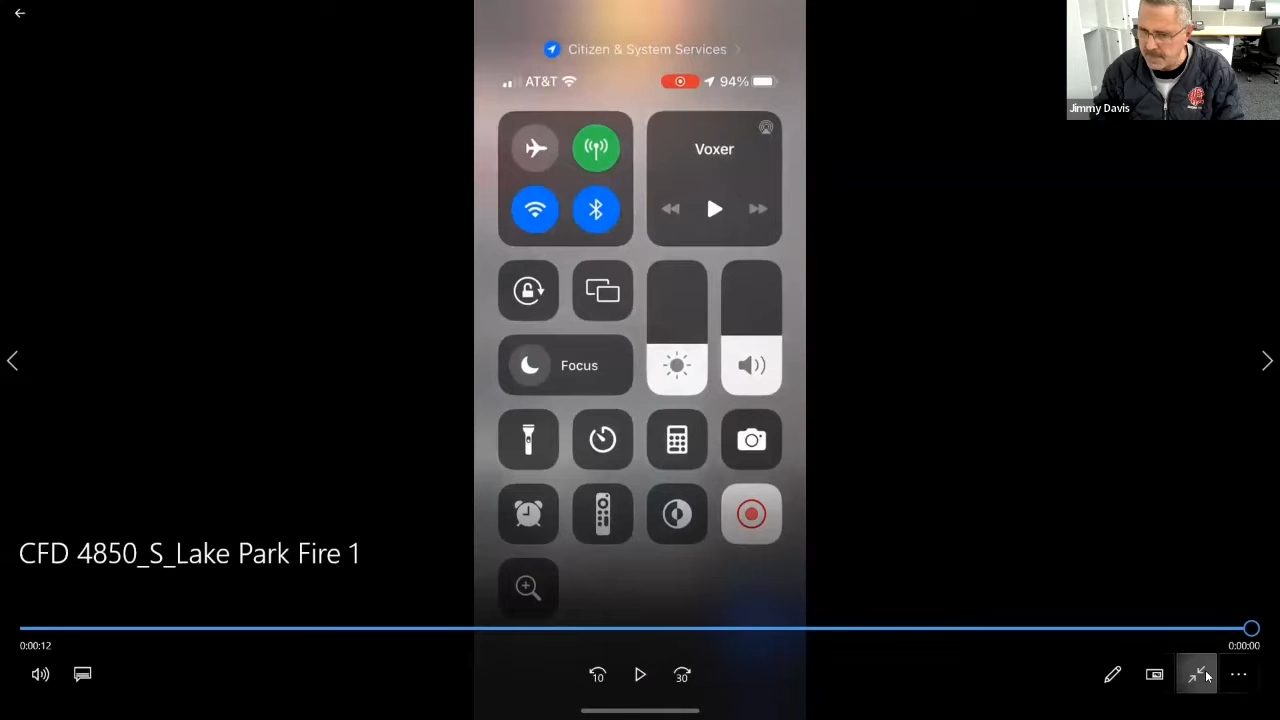 Citizen & System Services
AT&T
94%
Jimmy Davis
Voxer
Focus
CFD 4850_S_Lake Park Fire 1
0:00:12
0:00:00
10
30